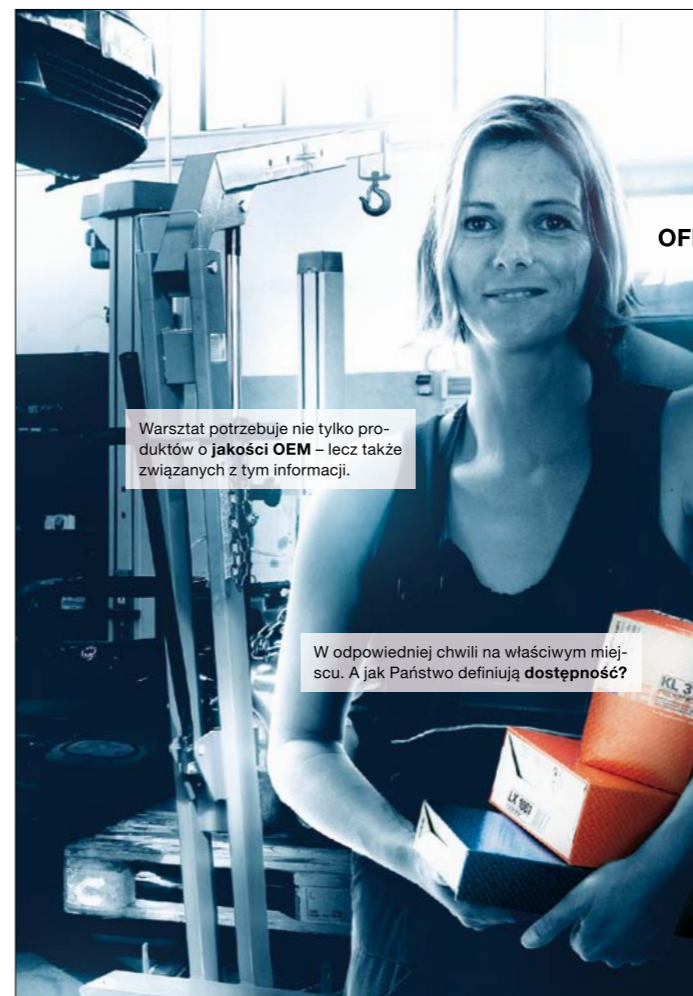 OF
Warsztat potrzebuje nie tylko pro-
duktów o jakości OEM – lecz także
związanych z tym informacji.
W odpowiedniej chwili na właściwym miej-
scu. A jak Państwo definiują dostępność?
KL 3
LX 1051